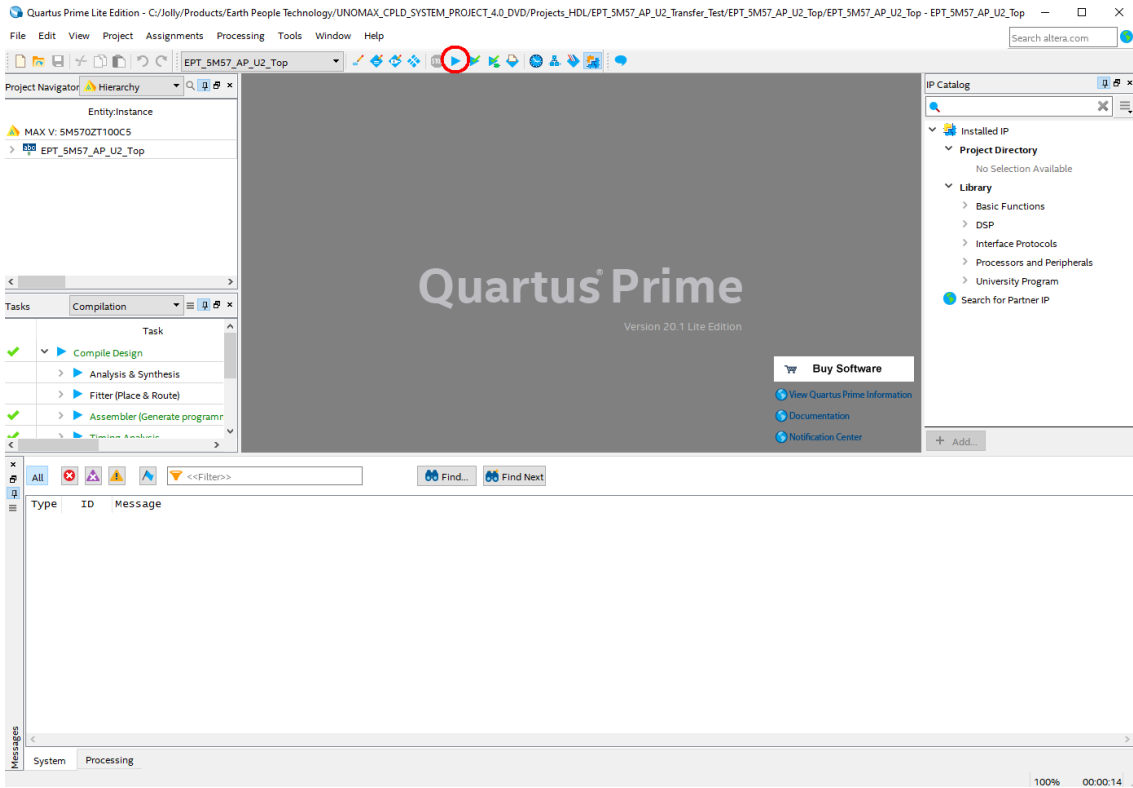 Quartus Prime Lite Edition - C:/Jolly/Products/Earth People Technology/UNOMAX_CPLD_SYSTEM_PROJECT_4.0_DVD/Projects_HDL/EPT_5M57_AP_U2_Transfer_Test/EPT_5M57_AP_U2_Top/EPT_5M57_AP_U2_Top - EPT_5M57_AP_U2_Top
File Edit View Project Assignments Processing Tools Window Help
Search altera.com
EPT_5M57_AP_U2_Top
Project Navigator Hierarchy
Entity:Instance
MAX V: 5M570ZT100C5
EPT_5M57_AP_U2_Top
Tasks Compilation
Task
Compile Design
Analysis & Synthesis
Fitter (Place & Route)
Assembler (Generate programm
Timing Analysis
Quartus® Prime
Version 20.1 Lite Edition
Buy Software
View Quartus Prime Information
Documentation
Notification Center
IP Catalog
Installed IP
Project Directory
No Selection Available
Library
Basic Functions
DSP
Interface Protocols
Processors and Peripherals
University Program
Search for Partner IP
+ Add...
All <<Filter>> Find... Find Next
Type ID Message
Messages
System Processing
100% 00:00:14